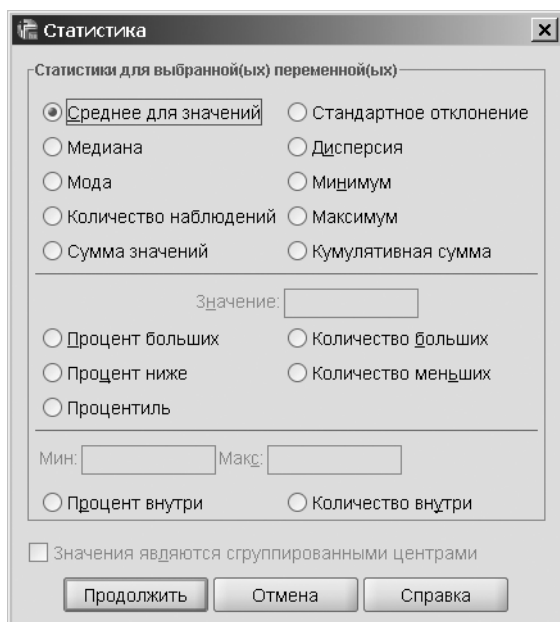 Статистика
Статистики для выбранной(ых) переменной(ых)
Среднее для значений Стандартное отклонение
Медиана Дисперсия
Мода Минимум
Количество наблюдений Максимум
Сумма значений Кумулятивная сумма
Значение:
Процент больших Количество больших
Процент ниже Количество меньших
Процентиль
Мин: Макс:
Процент внутри Количество внутри
Значения являются сгруппированными центрами
Продолжить Отмена Справка